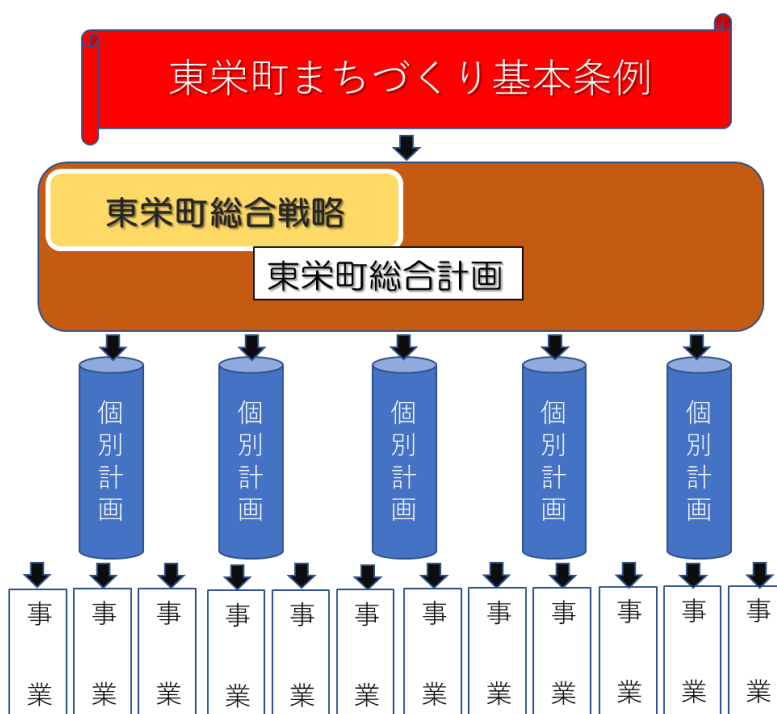 東栄町まちづくり基本条例
東栄町総合戦略
東栄町総合計画
個別計画
個別計画
個別計画
個別計画
個別計画
事業
事業
事業
事業
事業
事業
事業
事業
事業
事業
事業
事業